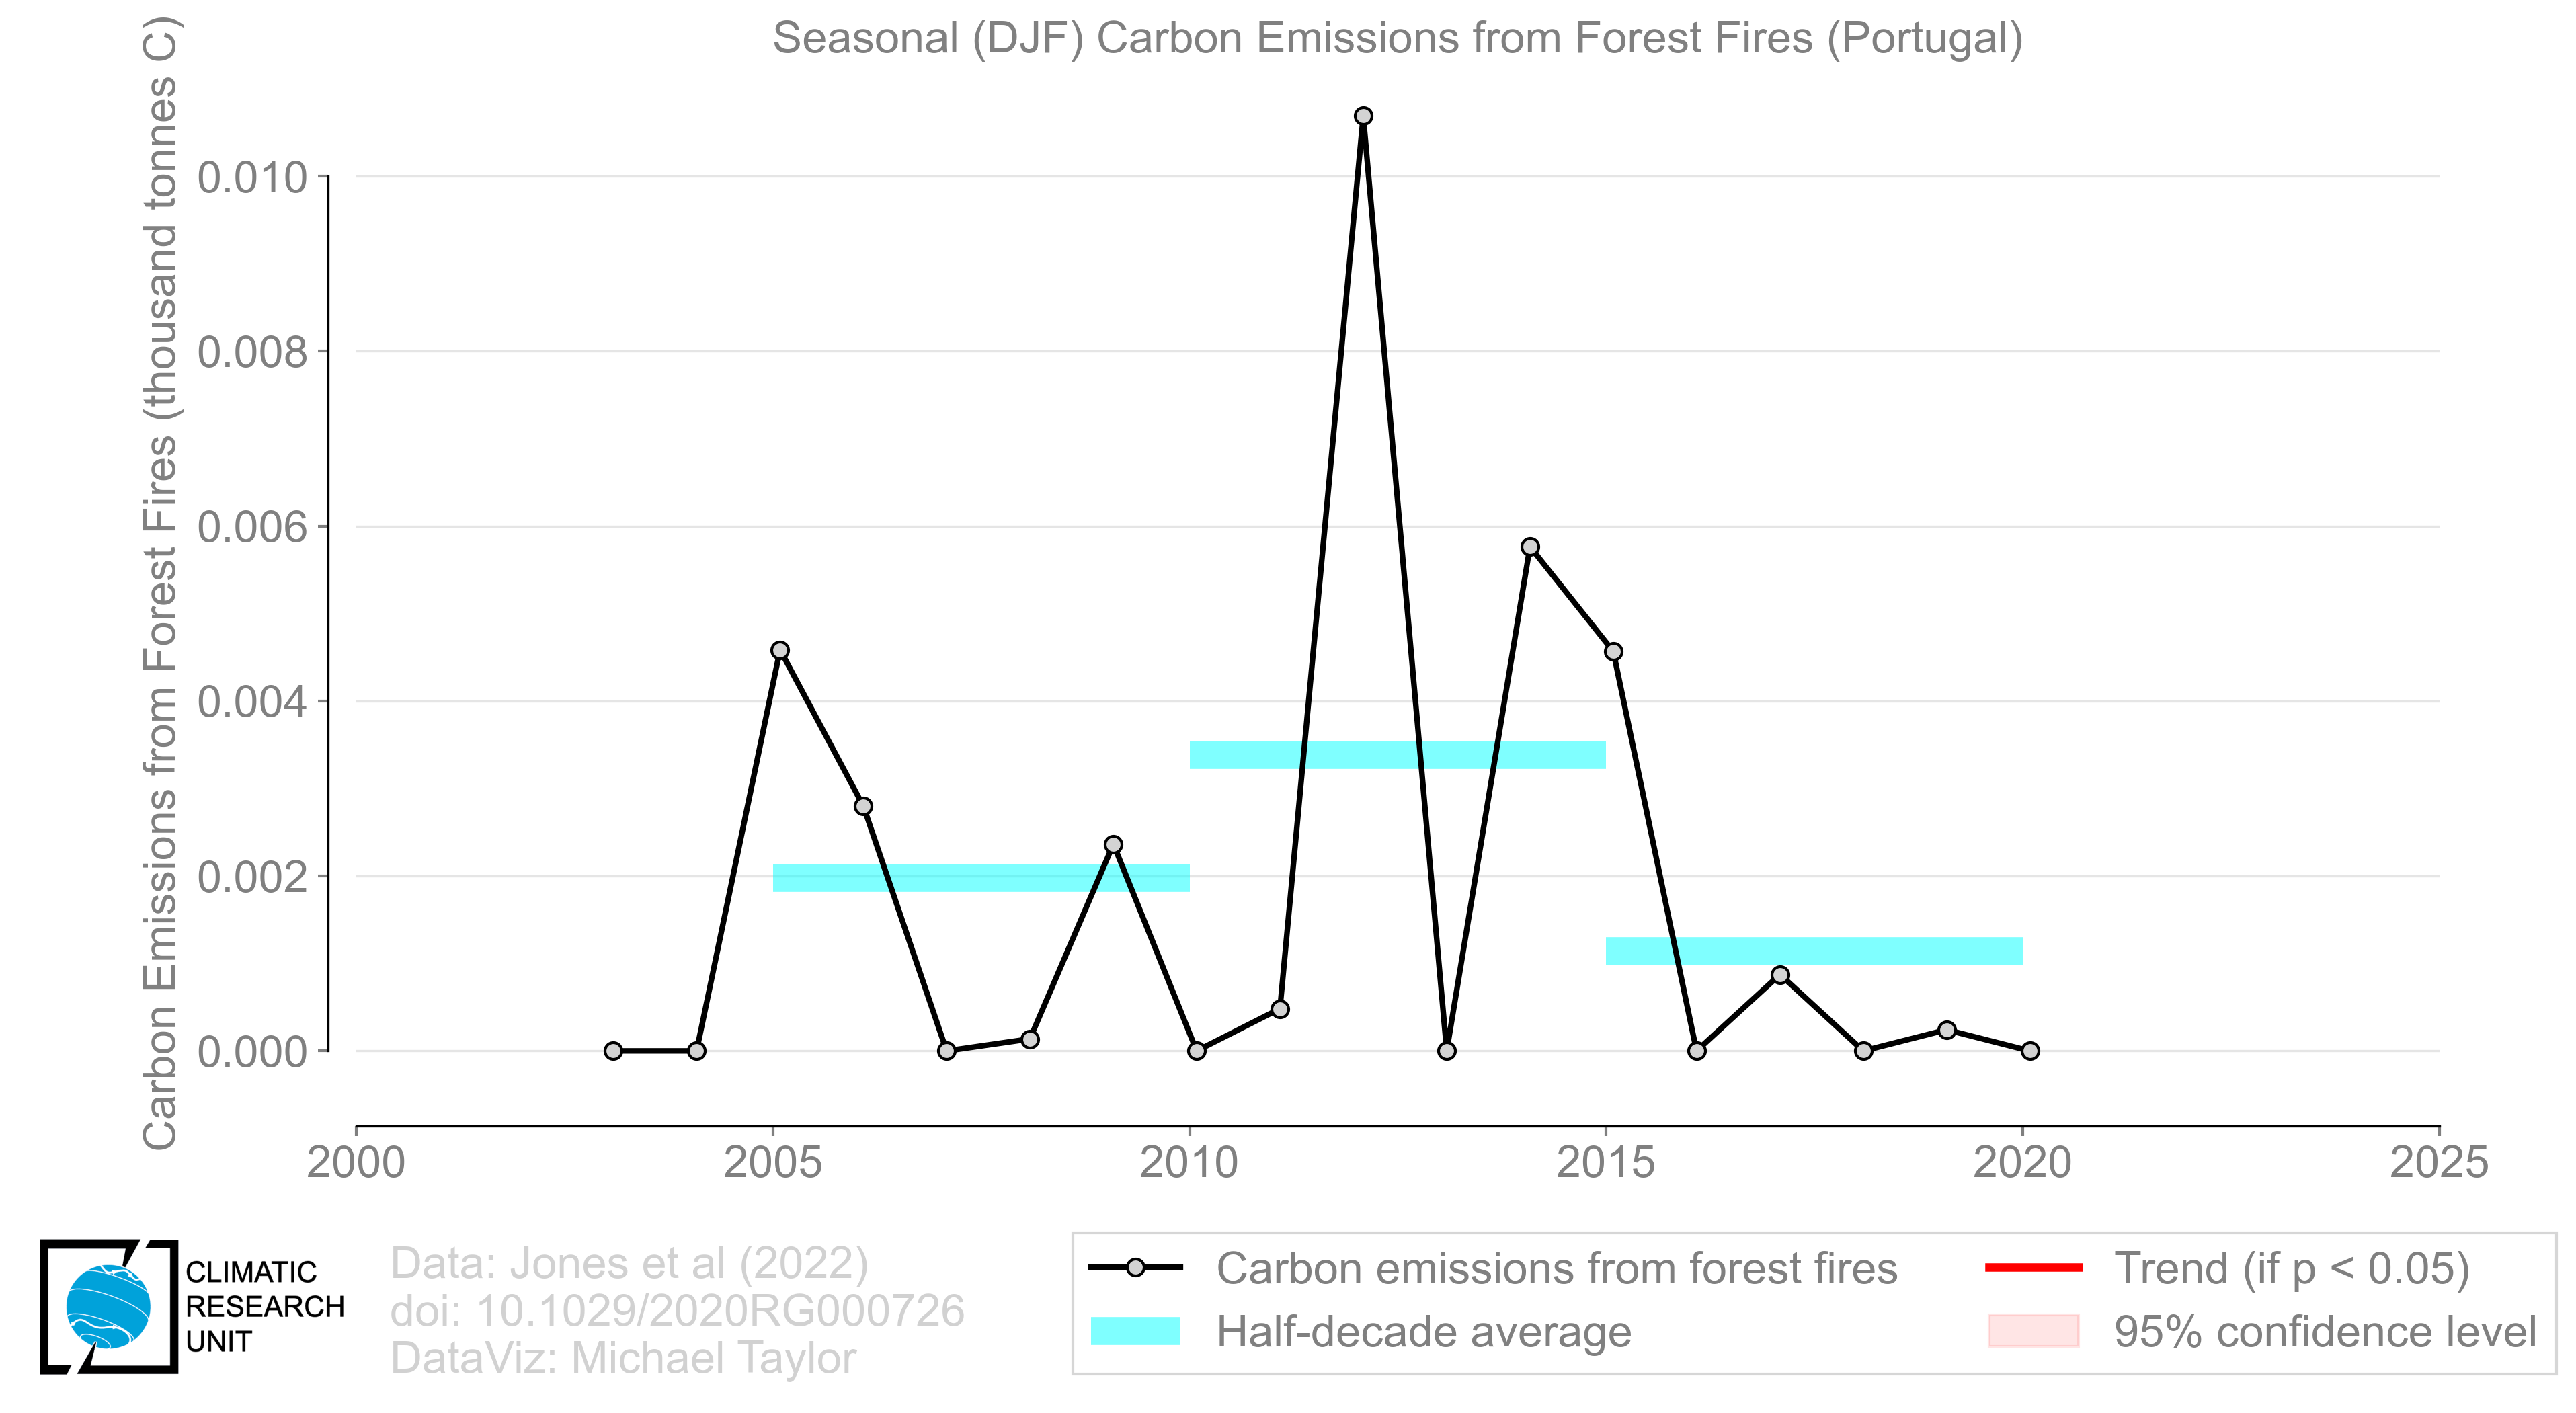 Seasonal (DJF) Carbon Emissions from Forest Fires (Portugal)
Carbon Emissions from Forest Fires (thousand tonnes C)
0.010
0.008
0.006
0.004
0.002
0.000
2000
2005
2010
2015
2020
2025
CLIMATIC
RESEARCH
UNIT
Data: Jones et al (2022)
doi: 10.1029/2020RG000726
DataViz: Michael Taylor
Carbon emissions from forest fires
Half-decade average
Trend (if p < 0.05)
95% confidence level